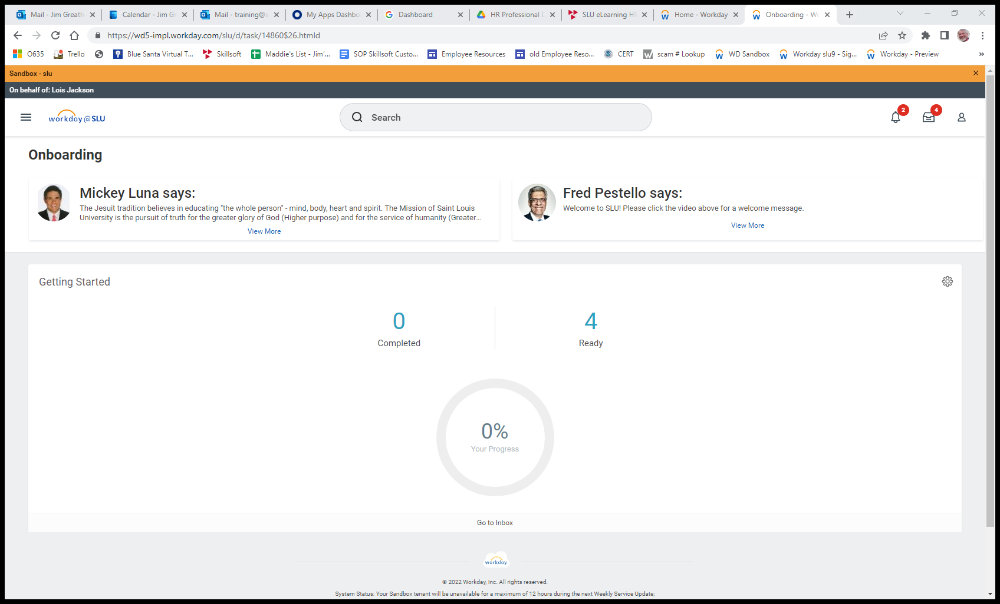 Mail - Jim Greath
Calendar - Jim Gr
Mail - training@s
My Apps Dashbo
Dashboard
HR Professional D
SLU eLearning H
Home - Workday
Onboarding - Wo
https://wd5-impl.workday.com/slu/d/task/14860$26.htmld
O635
Trello
Blue Santa Virtual T...
Skillsoft
Maddie's List - Jim'...
SOP Skillsoft Custo...
Employee Resources
old Employee Reso...
CERT
scam # Lookup
WD Sandbox
Workday slu9 - Sig...
Workday - Preview
Sandbox - slu
On behalf of: Lois Jackson
workday@SLU
Search
2
4
Onboarding
Mickey Luna says:
The Jesuit tradition believes in educating "the whole person" - mind, body, heart and spirit. The Mission of Saint Louis
University is the pursuit of truth for the greater glory of God (Higher purpose) and for the service of humanity (Greater...
View More
Fred Pestello says:
Welcome to SLU! Please click the video above for a welcome message.
View More
Getting Started
0
Completed
4
Ready
0%
Your Progress
Go to Inbox
workday.
© 2022 Workday, Inc. All rights reserved.
System Status: Your Sandbox tenant will be unavailable for a maximum of 12 hours during the next Weekly Service Update;